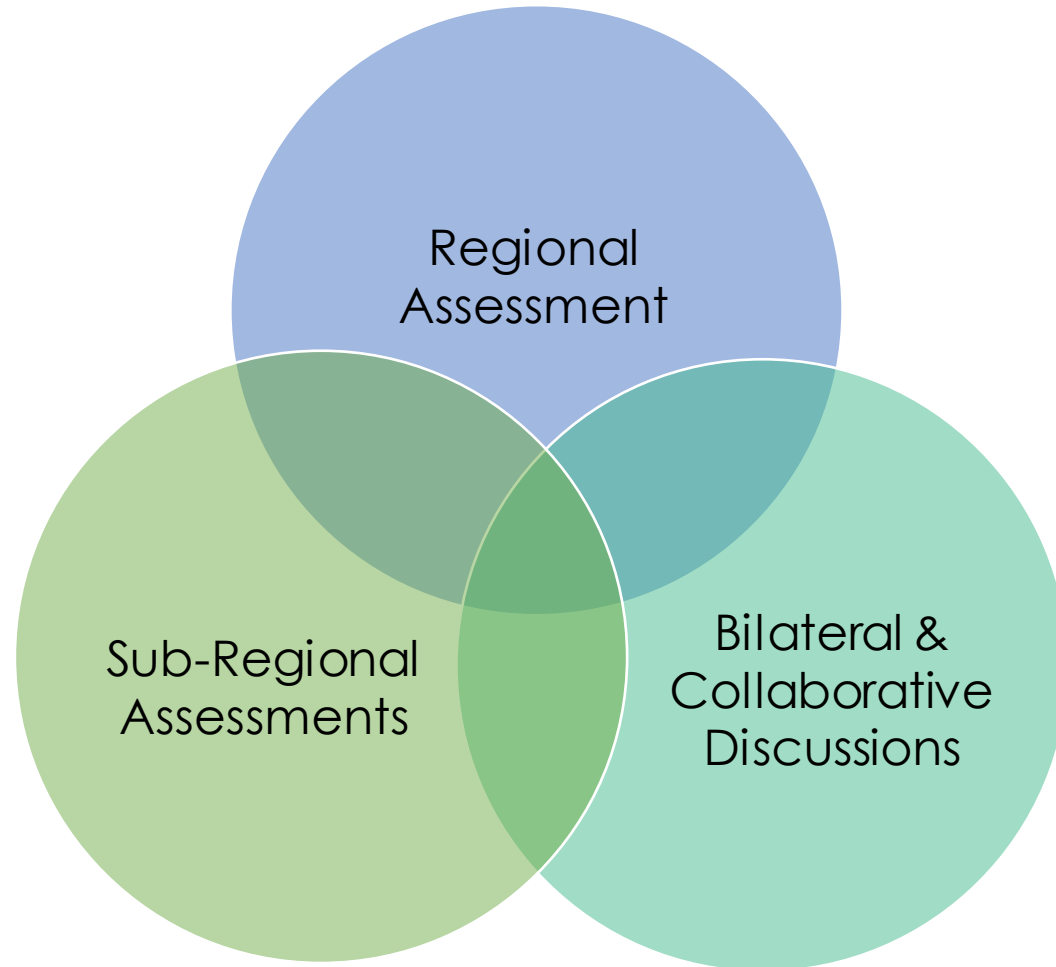 Regional
Assessment
Sub-Regional
Assessments
Bilateral &
Collaborative
Discussions